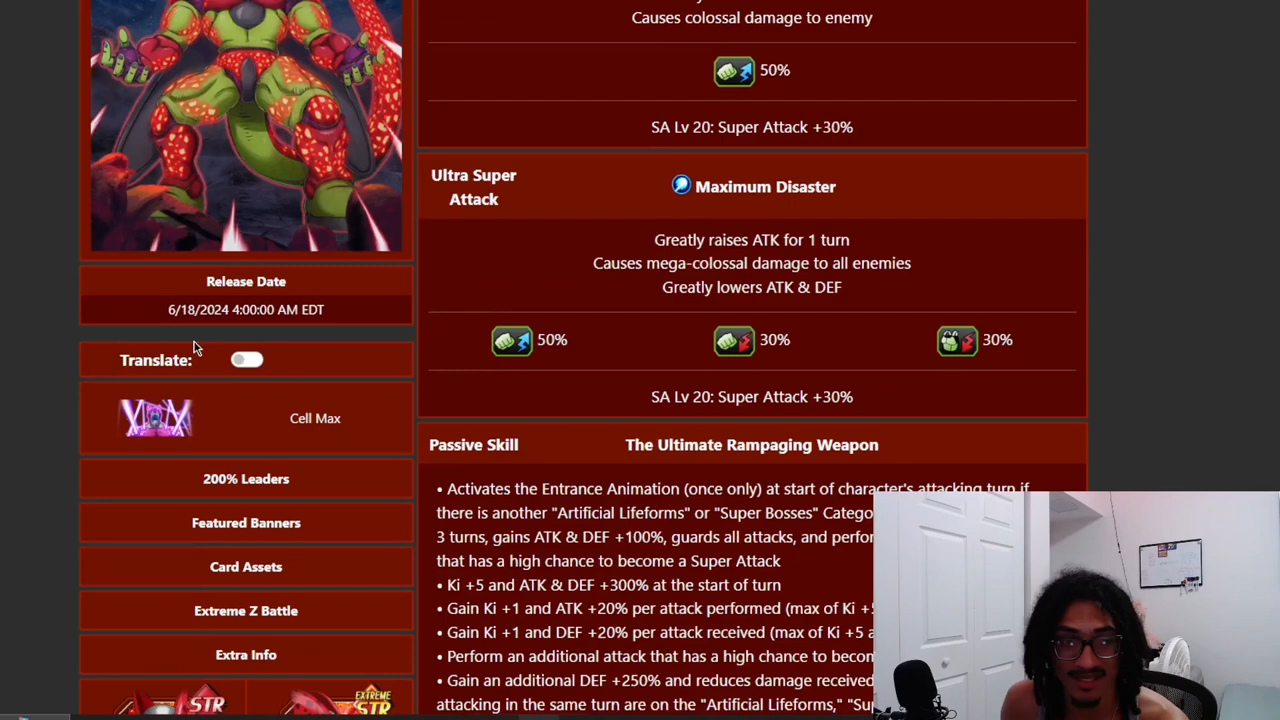 Causes colossal damage to enemy
50%
SA Lv 20: Super Attack +30%
Ultra Super
Attack
Maximum Disaster
Greatly raises ATK for 1 turn
Causes mega-colossal damage to all enemies
Greatly lowers ATK & DEF
50%
30%
30%
SA Lv 20: Super Attack +30%
Release Date
6/18/2024 4:00:00 AM EDT
Translate:
Cell Max
200% Leaders
Featured Banners
Card Assets
Extreme Z Battle
Extra Info
STR
EXTREME
STR
Passive Skill
The Ultimate Rampaging Weapon
• Activates the Entrance Animation (once only) at start of character's attacking turn if
there is another "Artificial Lifeforms" or "Super Bosses"
3 turns, gains ATK & DEF +100%, guards all attacks, and
that has a high chance to become a Super Attack
• Ki +5 and ATK & DEF +300% at the start of turn
• Gain Ki +1 and ATK +20% per attack performed (max of Ki
• Gain Ki +1 and DEF +20% per attack received (max of Ki +5
• Perform an additional attack that has a high chance to
• Gain an additional DEF +250% and reduces damage received
attacking in the same turn are on the "Artificial Lifeforms,"